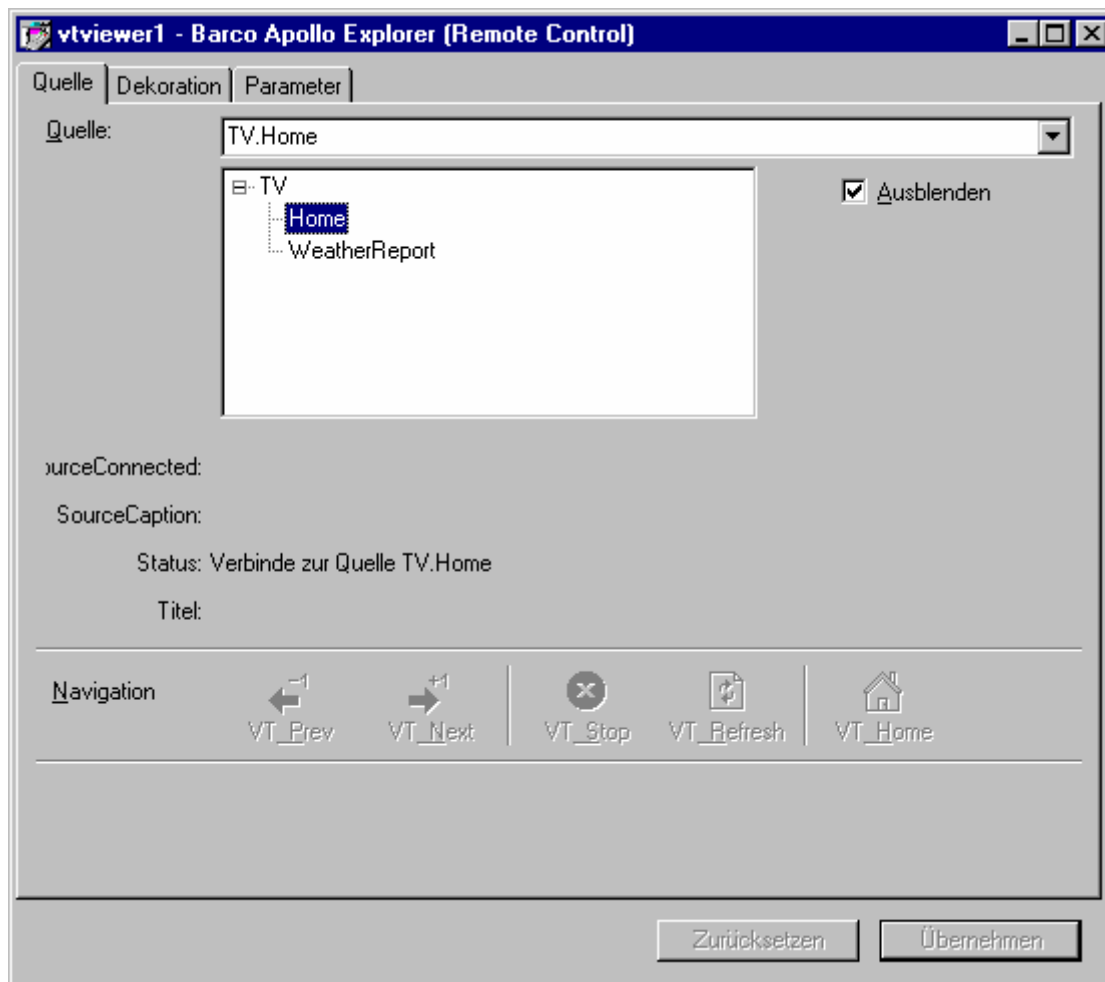 vtviewer1 - Barco Apollo Explorer (Remote Control)
Quelle Dekoration Parameter
Quelle: TV.Home
TV
Ausblenden
Home
WeatherReport
urceConnected:
SourceCaption:
Status: Verbinde zur Quelle TV.Home
Titel:
-1 +1
Navigation
VT_Prev VT_Next VT_Stop VT_Refresh VT_Home
Zurücksetzen Übernehmen